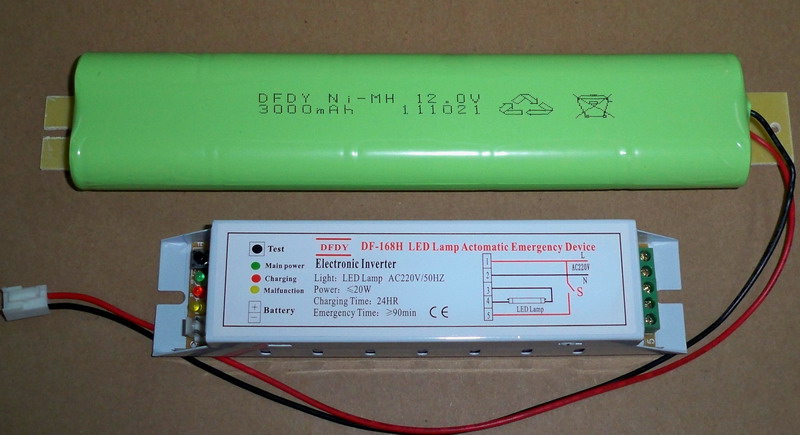 DFDY Ni-MH 12.0V
3000mAh 111021
DFDY DF-168H LED Lamp Actomatic Emergency Device
Test
Main power
Charging
Malfunction
+
− Battery
Electronic Inverter
Light: LED Lamp AC220V/50HZ
Power: ≤20W
Charging Time: 24HR
Emergency Time: ≥90min CE
1
2
3
4
5
L
AC220V
N
S
LED Lamp
5